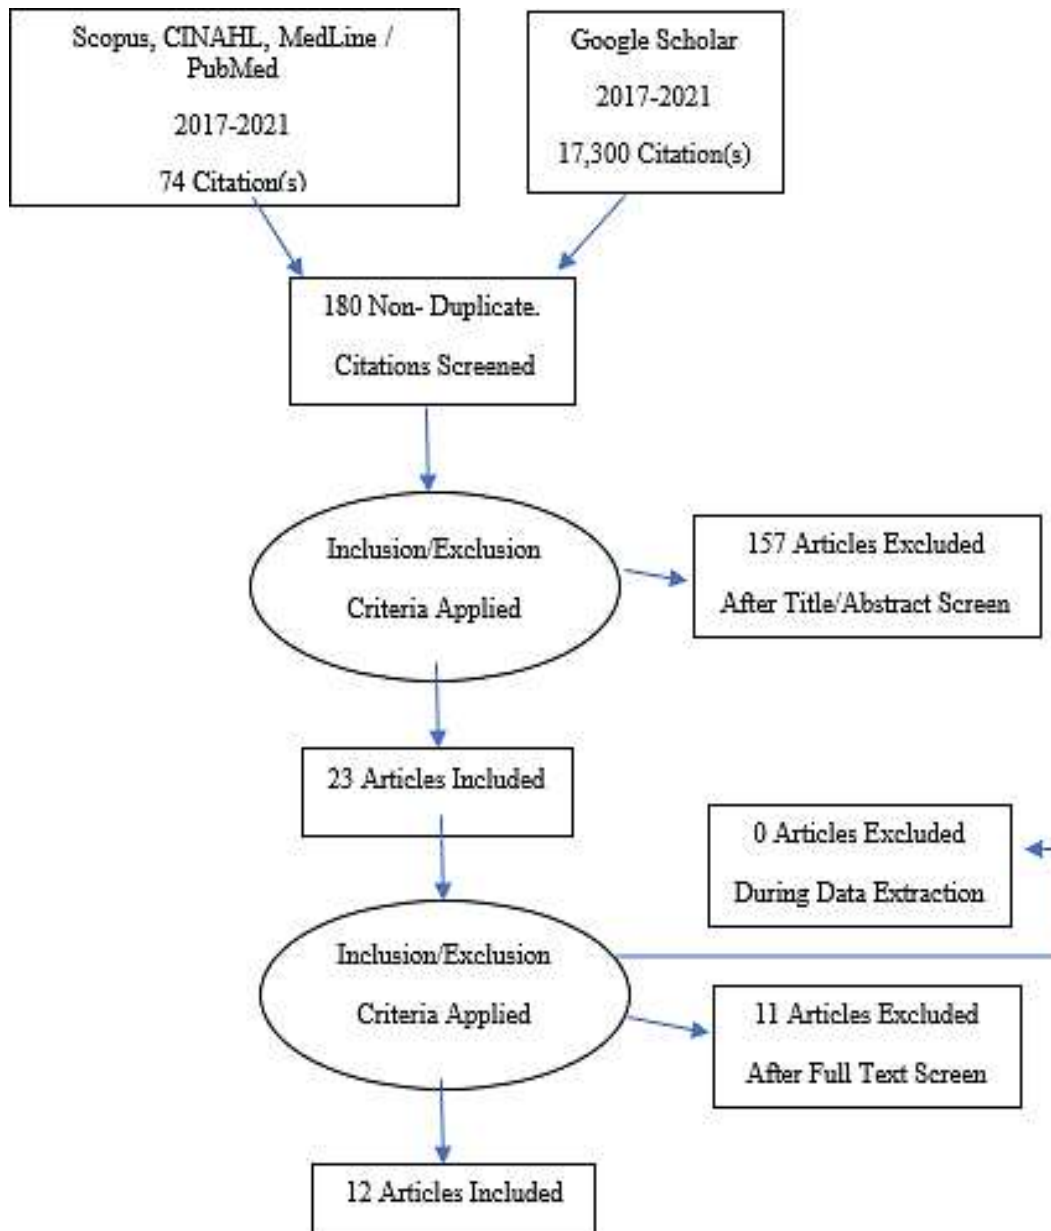 Scopus, CINAHL, MedLine /
PubMed
2017-2021
74 Citation(s)
Google Scholar
2017-2021
17,300 Citation(s)
180 Non- Duplicate.
Citations Screened
Inclusion/Exclusion
Criteria Applied
157 Articles Excluded
After Title/Abstract Screen
23 Articles Included
0 Articles Excluded
During Data Extraction
Inclusion/Exclusion
Criteria Applied
11 Articles Excluded
After Full Text Screen
12 Articles Included